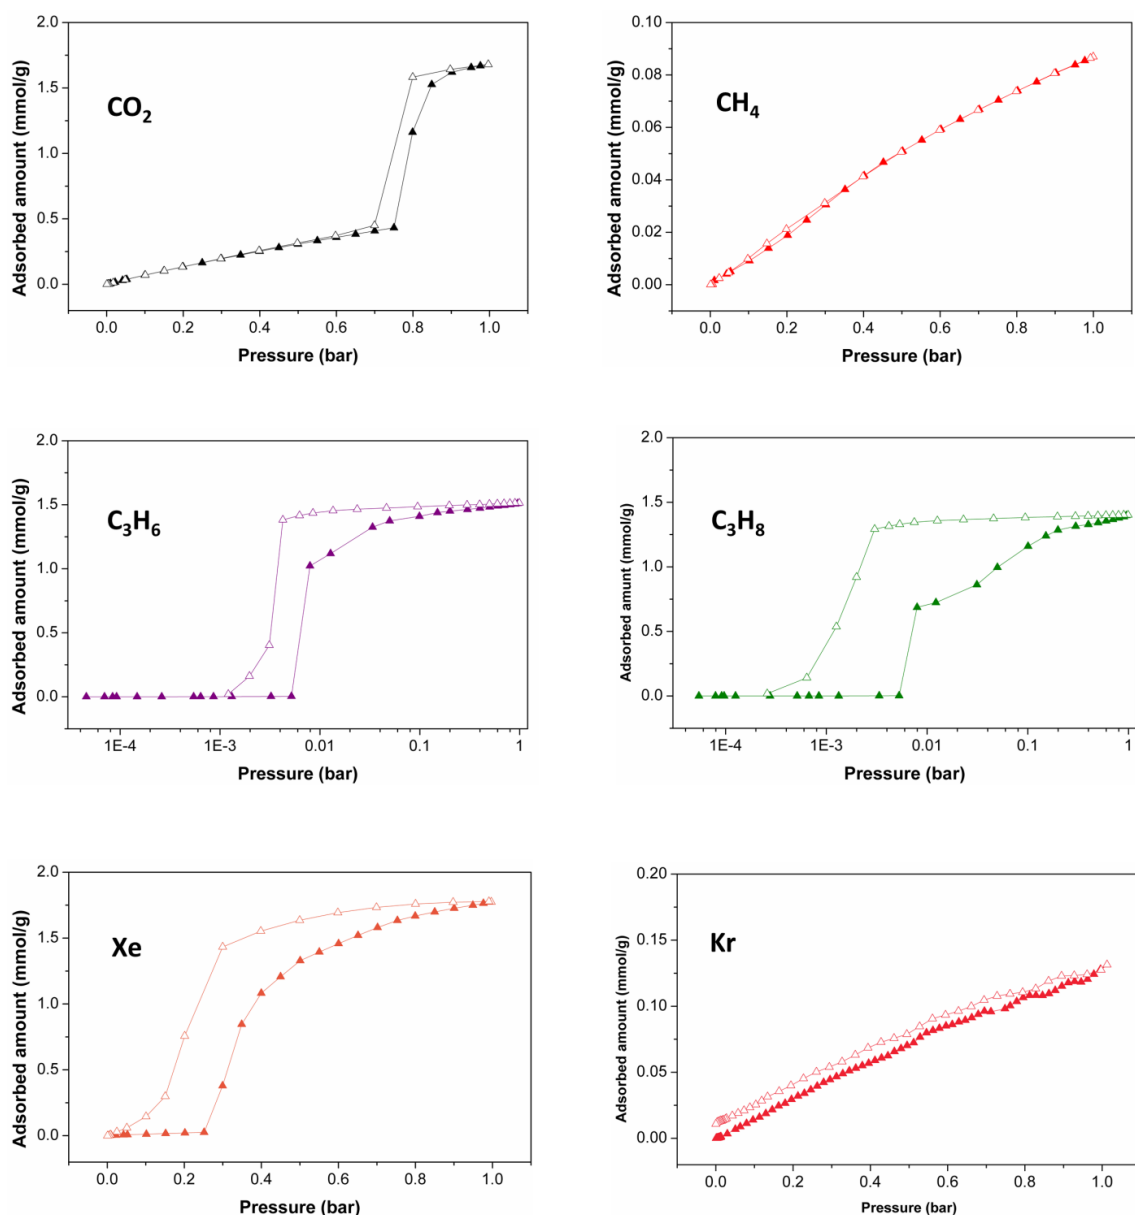 2.0
1.5
1.0
0.5
0.0
Adsorbed amount (mmol/g)
CO₂
0.0 0.2 0.4 0.6 0.8 1.0
Pressure (bar)
0.10
0.08
0.06
0.04
0.02
0.00
Adsorbed amount (mmol/g)
CH₄
0.0 0.2 0.4 0.6 0.8 1.0
Pressure (bar)
2.0
1.5
1.0
0.5
0.0
Adsorbed amount (mmol/g)
C₃H₆
1E-4 1E-3 0.01 0.1 1
Pressure (bar)
2.0
1.5
1.0
0.5
0.0
Adsorbed amunt (mmol/g)
C₃H₈
1E-4 1E-3 0.01 0.1 1
Pressure (bar)
2.0
1.5
1.0
0.5
0.0
Adsorbed amount (mmol/g)
Xe
0.0 0.2 0.4 0.6 0.8 1.0
Pressure (bar)
0.20
0.15
0.10
0.05
0.00
Adsorbed amount (mmol/g)
Kr
0.0 0.2 0.4 0.6 0.8 1.0
Pressure (bar)